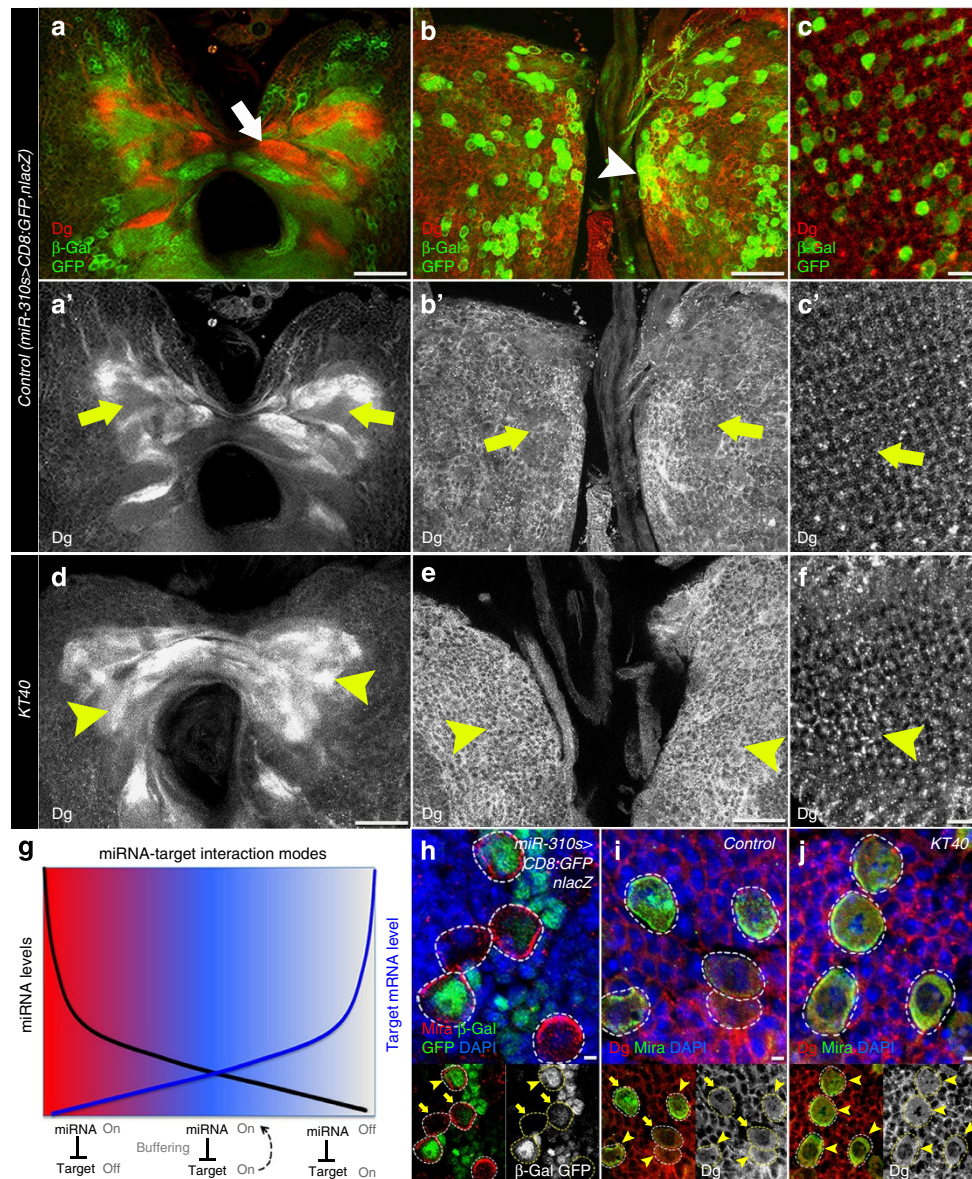 Control (miR-310s>CD8:GFP,nlacZ)
a
Dg
β-Gal
GFP
b
Dg
β-Gal
GFP
c
Dg
β-Gal
GFP
a'
Dg
b'
Dg
c'
Dg
KT40
d
Dg
e
Dg
f
Dg
g
miRNA-target interaction modes
miRNA levels
Target mRNA level
miRNA On
Target Off
Buffering
miRNA On
Target On
miRNA Off
Target On
h
miR-310s>
CD8:GFP
nlacZ
Mira β-Gal
GFP DAPI
β-Gal GFP
i
Control
Dg Mira DAPI
Dg
j
KT40
Dg Mira DAPI
Dg